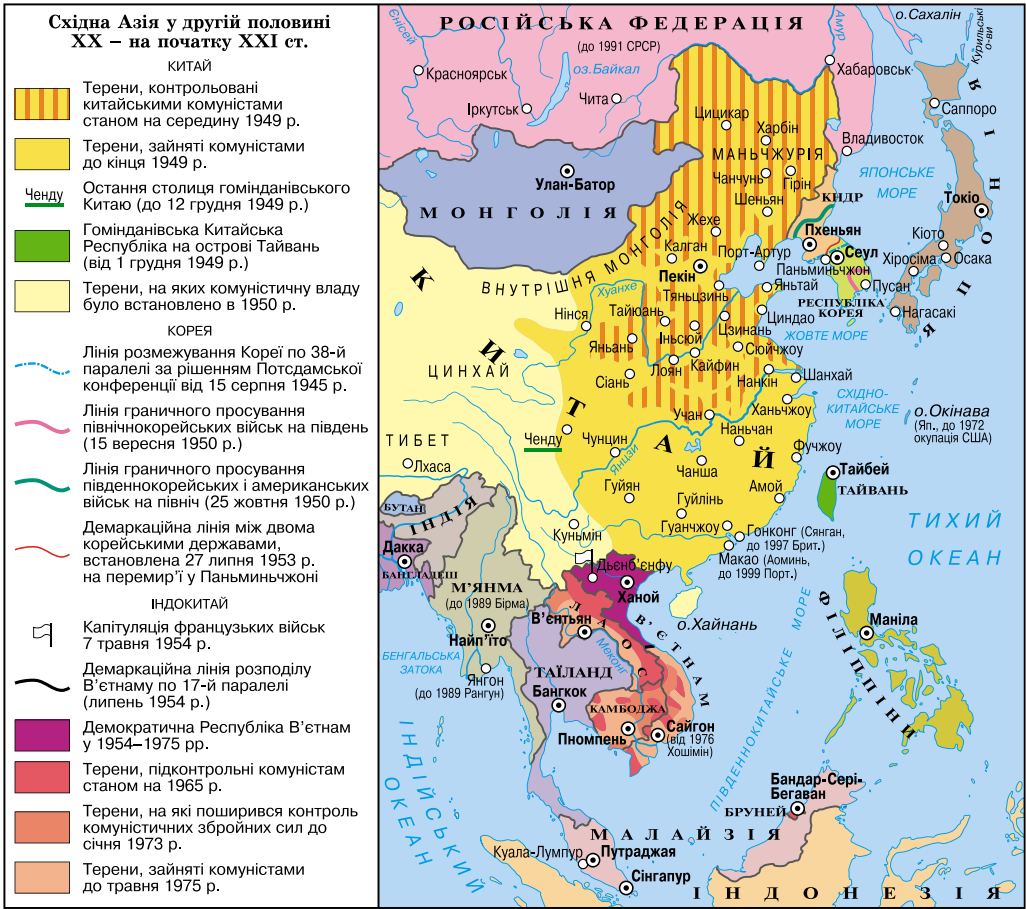 Східна Азія у другій половині
XX – на початку XXI ст.
КИТАЙ
Терени, контрольовані
китайськими комуністами
станом на середину 1949 р.
Терени, зайняті комуністами
до кінця 1949 р.
Ченду
Остання столиця гомінданівського
Китаю (до 12 грудня 1949 р.)
Гомінданівська Китайська
Республіка на острові Тайвань
(від 1 грудня 1949 р.)
Терени, на яких комуністичну владу
було встановлено в 1950 р.
КОРЕЯ
Лінія розмежування Кореї по 38-й
паралелі за рішенням Потсдамської
конференції від 15 серпня 1945 р.
Лінія граничного просування
північнокорейських військ на південь
(15 вересня 1950 р.)
Лінія граничного просування
південнокорейських і американських
військ на північ (25 жовтня 1950 р.)
Демаркаційна лінія між двома
корейськими державами,
встановлена 27 липня 1953 р.
на перемир’ї у Паньминьчжоні
ІНДОКИТАЙ
Капітуляція французьких військ
7 травня 1954 р.
Демаркаційна лінія розподілу
В’єтнаму по 17-й паралелі
(липень 1954 р.)
Демократична Республіка В’єтнам
у 1954–1975 рр.
Терени, підконтрольні комуністам
станом на 1965 р.
Терени, на які поширився контроль
комуністичних збройних сил до
січня 1973 р.
Терени, зайняті комуністами
до травня 1975 р.
РОСІЙСЬКА ФЕДЕРАЦІЯ
(до 1991 СРСР)
Єнісей
Амур
о.Сахалін
Курильські
о-ви
Красноярськ
оз.Байкал
Хабаровськ
Іркутськ
Чита
Саппоро
Цицикар
Харбін
Владивосток
МАНЬЧЖУРІЯ
Чанчунь
Гірін
ЯПОНСЬКЕ
МОРЕ
ЯПОНІЯ
Улан-Батор
МОНГОЛІЯ
Шеньян
КНДР
Токіо
Жехе
Пхеньян
Кіото
Калган
Порт-Артур
Сеул
Осака
ВНУТРІШНЯ МОНГОЛІЯ
Пекін
Паньминьчжон
Хіросіма
Хуанхе
Тяньцзинь
Яньтай
Пусан
РЕСПУБЛІКА
КОРЕЯ
Нагасакі
КИТАЙ
Нінся
Тайюань
Циндао
Цзинань
ЖОВТЕ МОРЕ
Яньань
Іньсюй
Сюйчжоу
ЦИНХАЙ
Сіань
Лоян
Кайфин
Нанкін
Шанхай
Ханьчжоу
СХІДНО-
КИТАЙСЬКЕ
МОРЕ
о.Окінава
(Яп., до 1972
окупація США)
Учан
Наньчан
ТИБЕТ
Ченду
Чунцин
Янцзи
Фучжоу
Лхаса
Чанша
Тайбей
ТАЙВАНЬ
Гуйян
Амой
Гуйлінь
БУТАН
ІНДІЯ
Гуанчжоу
Гонконг (Сянган,
до 1997 Брит.)
Макао (Аоминь,
до 1999 Порт.)
ТИХИЙ
ОКЕАН
Куньмін
Дакка
БАНГЛАДЕШ
Дьєнб’єнфу
М’ЯНМА
(до 1989 Бірма)
Ханой
о.Хайнань
Найп’їто
В’єнтьян
ЛАОС
В’ЄТНАМ
Маніла
ФІЛІППІНИ
БЕНГАЛЬСЬКА
ЗАТОКА
Янгон
(до 1989 Рангун)
Меконг
ТАЇЛАНД
Бангкок
КАМБОДЖА
Пномпень
Сайгон
(від 1976
Хошімін)
ПІВДЕННОКИТАЙСЬКЕ МОРЕ
ІНДІЙСЬКИЙ
ОКЕАН
Бандар-Сері-
Бегаван
БРУНЕЙ
МАЛАЙЗІЯ
Куала-Лумпур
Путраджая
Сінгапур
ІНДОНЕЗІЯ